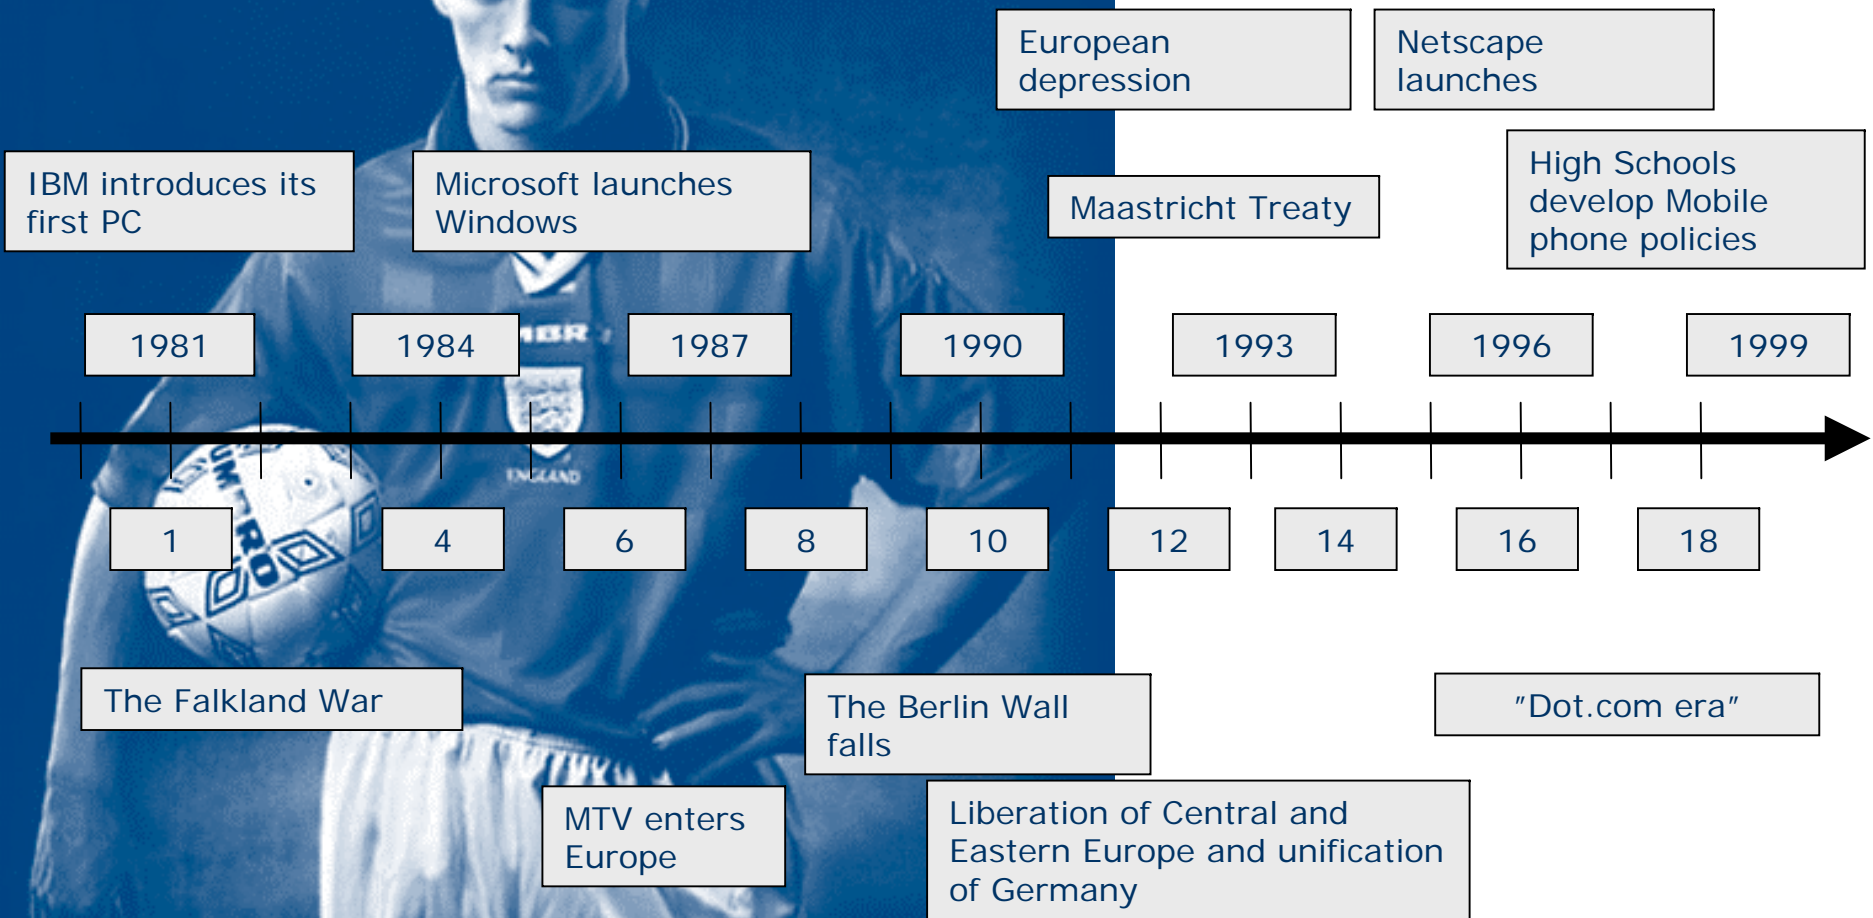 European
depression
Netscape
launches
IBM introduces its
first PC
Microsoft launches
Windows
Maastricht Treaty
High Schools
develop Mobile
phone policies
1981
1984
1987
1990
1993
1996
1999
MBR
ENGLAND
UMBRO
1
4
6
8
10
12
14
16
18
The Falkland War
The Berlin Wall
falls
"Dot.com era"
MTV enters
Europe
Liberation of Central and
Eastern Europe and unification
of Germany